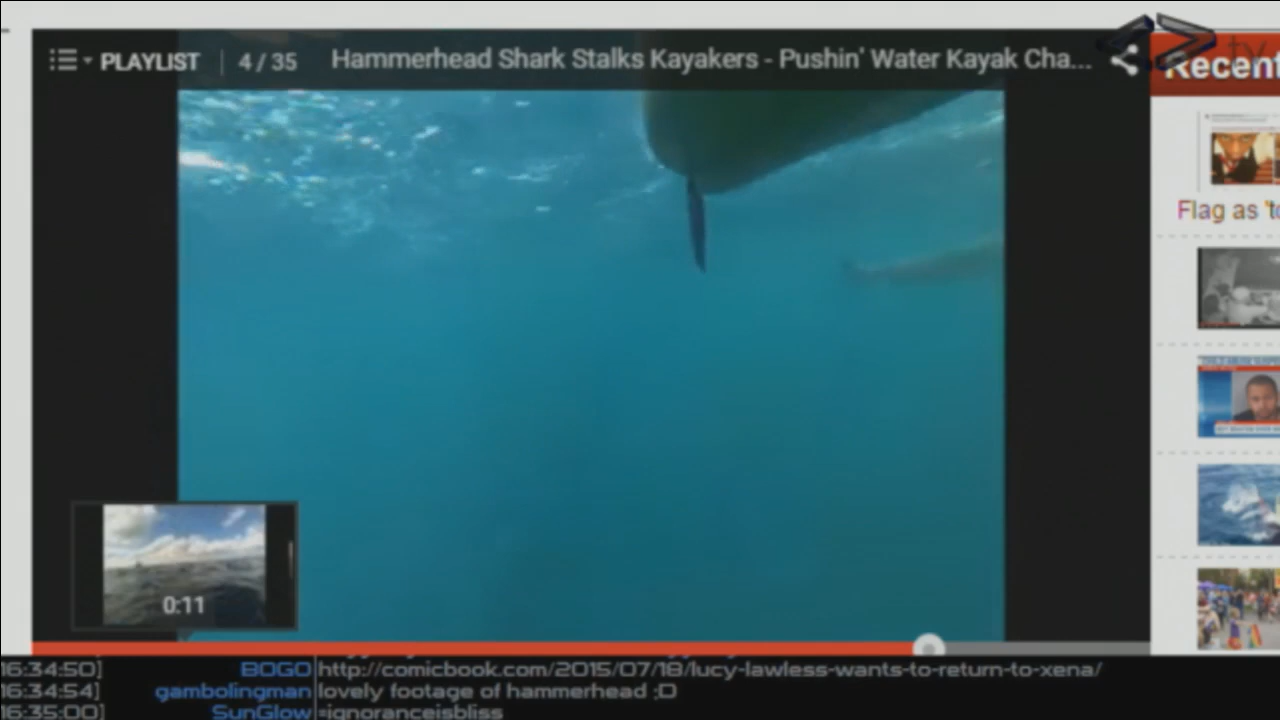 PLAYLIST 4 / 35 Hammerhead Shark Stalks Kayakers - Pushin' Water Kayak Cha...
tv
Recent
Flag as 'to
0:11
16:34:50] BOGO http://comicbook.com/2015/07/18/lucy-lawless-wants-to-return-to-xena/
16:34:54] gambolingman lovely footage of hammerhead ;D
16:35:00] SunGlow =ignoranceisbliss